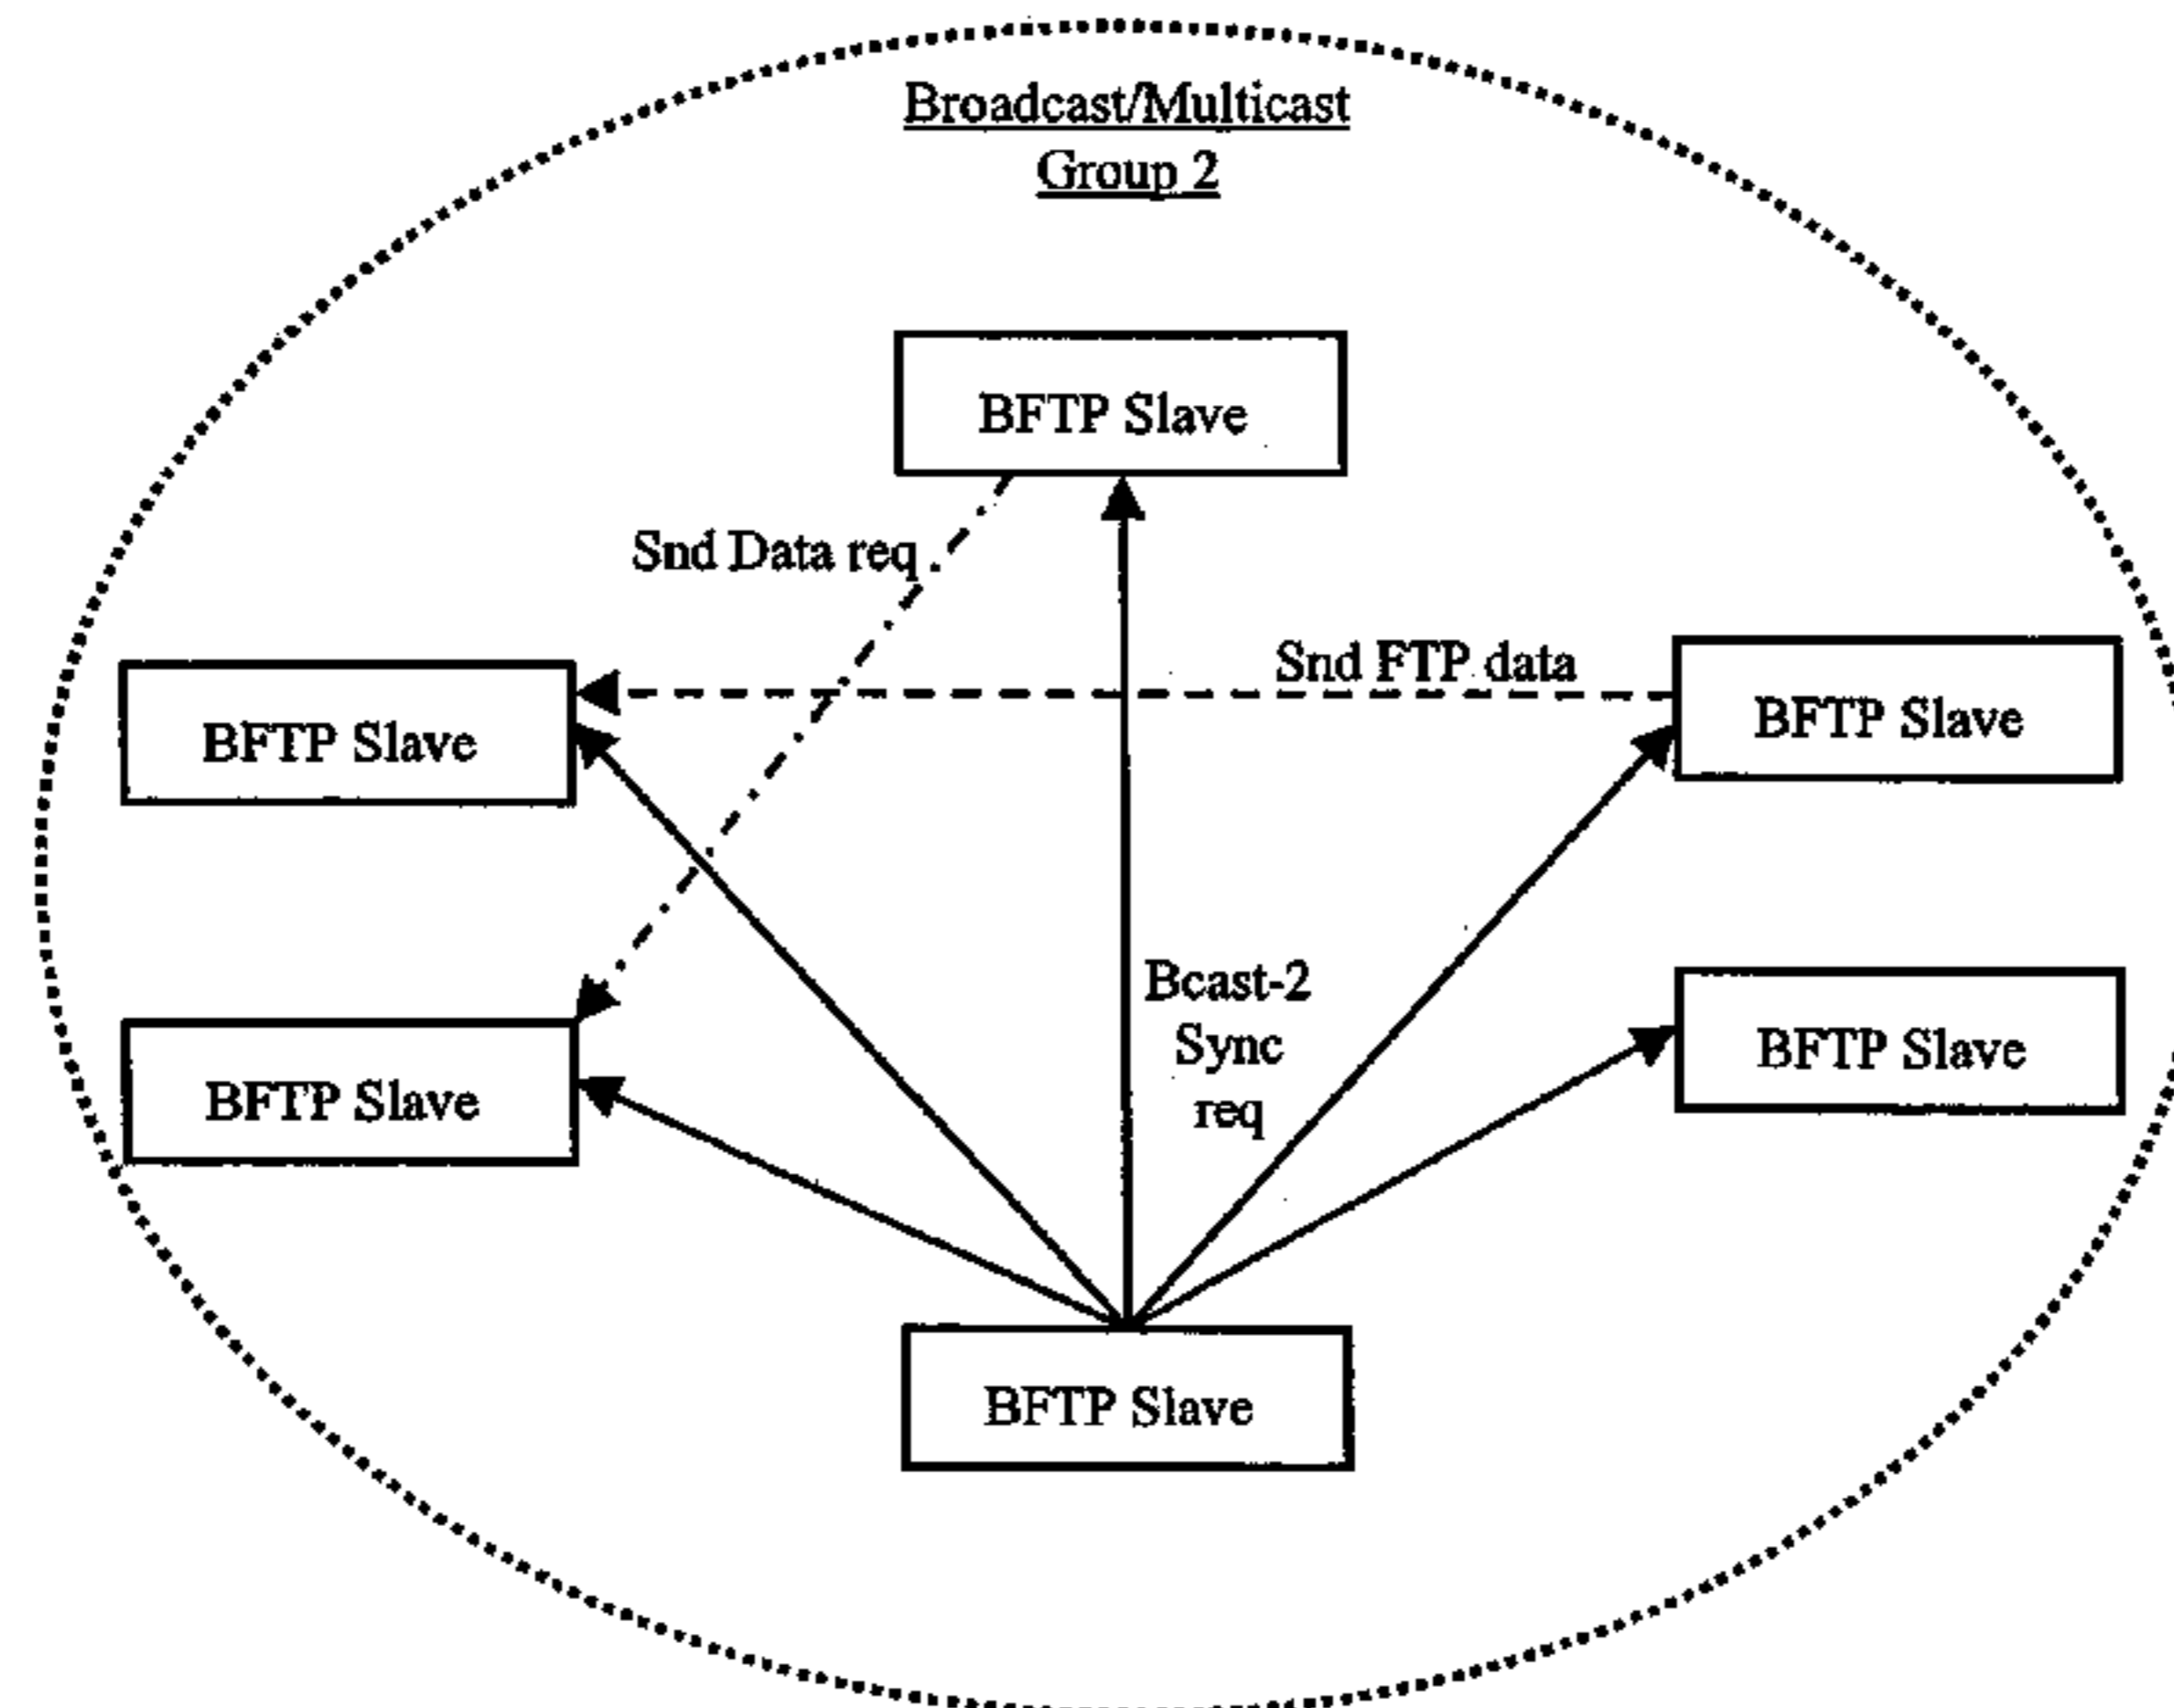 Broadcast/Multicast
Group 2
BFTP Slave
Snd Data req
Snd FTP data
BFTP Slave
BFTP Slave
Bcast-2
Sync
req
BFTP Slave
BFTP Slave
BFTP Slave